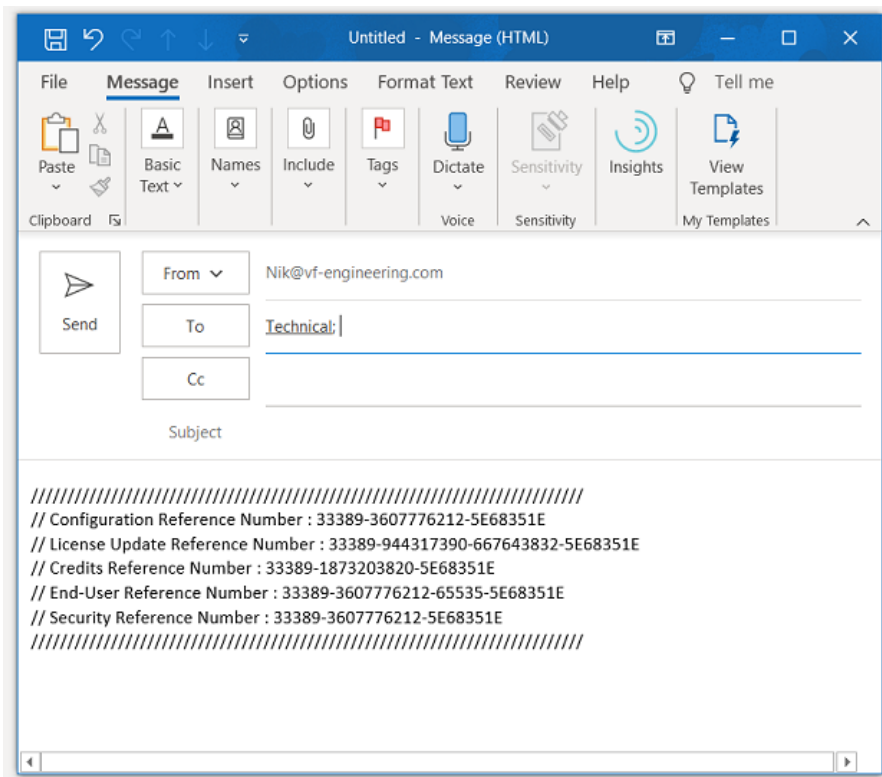 Untitled - Message (HTML)
File Message Insert Options Format Text Review Help Tell me
Paste
Basic Text
Names
Include
Tags
Dictate
Sensitivity
Insights
View Templates
Clipboard Voice Sensitivity My Templates
Send
From Nik@vf-engineering.com
To Technical;
Cc
Subject
///////////////////////////////////////////////////////////////////////////////
// Configuration Reference Number : 33389-3607776212-5E68351E
// License Update Reference Number : 33389-944317390-667643832-5E68351E
// Credits Reference Number : 33389-1873203820-5E68351E
// End-User Reference Number : 33389-3607776212-65535-5E68351E
// Security Reference Number : 33389-3607776212-5E68351E
///////////////////////////////////////////////////////////////////////////////